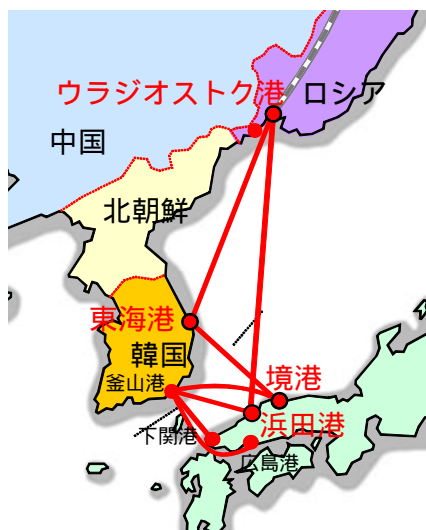 ウラジオストク港
ロシア
中国
北朝鮮
東海港
韓国
釜山港
境港
浜田港
下関港
広島港